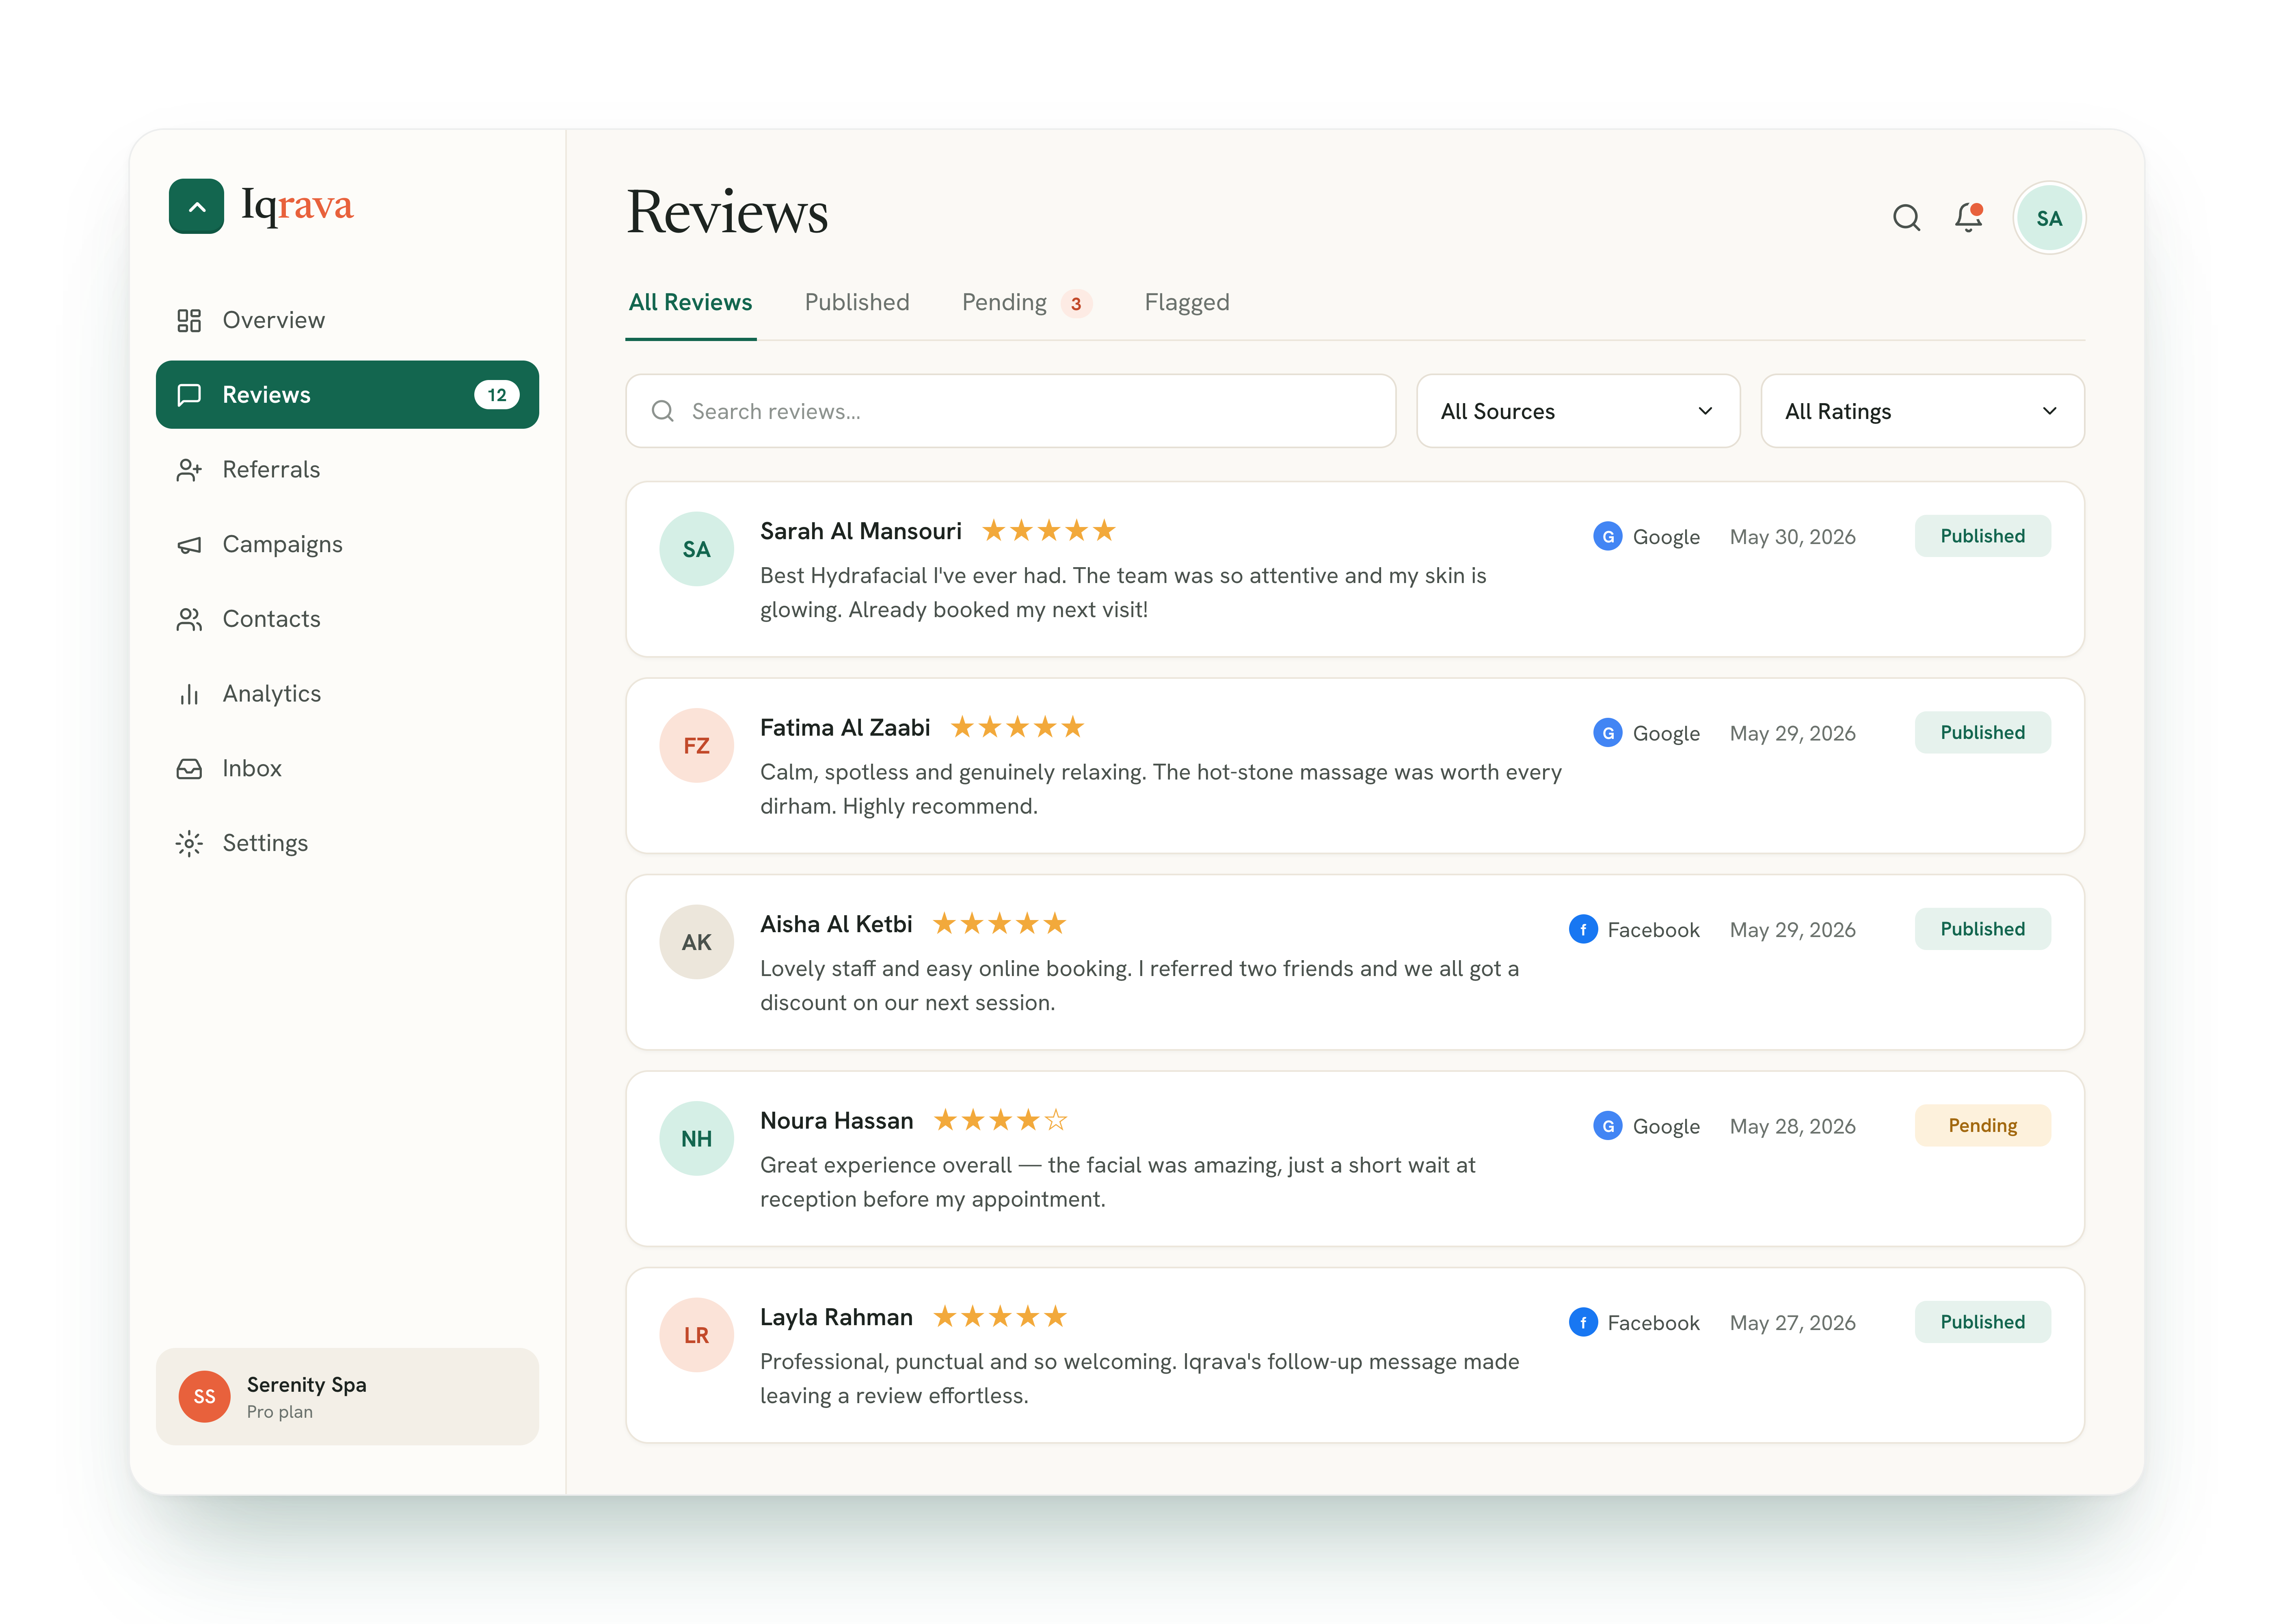 Iqrava
Overview
Reviews 12
Referrals
Campaigns
Contacts
Analytics
Inbox
Settings
SS
Serenity Spa
Pro plan
Reviews
SA
All Reviews Published Pending 3 Flagged
Search reviews...
All Sources
All Ratings
SA
Sarah Al Mansouri ★★★★★
G Google May 30, 2026 Published
Best Hydrafacial I've ever had. The team was so attentive and my skin is
glowing. Already booked my next visit!
FZ
Fatima Al Zaabi ★★★★★
G Google May 29, 2026 Published
Calm, spotless and genuinely relaxing. The hot-stone massage was worth every
dirham. Highly recommend.
AK
Aisha Al Ketbi ★★★★★
f Facebook May 29, 2026 Published
Lovely staff and easy online booking. I referred two friends and we all got a
discount on our next session.
NH
Noura Hassan ★★★★☆
G Google May 28, 2026 Pending
Great experience overall — the facial was amazing, just a short wait at
reception before my appointment.
LR
Layla Rahman ★★★★★
f Facebook May 27, 2026 Published
Professional, punctual and so welcoming. Iqrava's follow-up message made
leaving a review effortless.